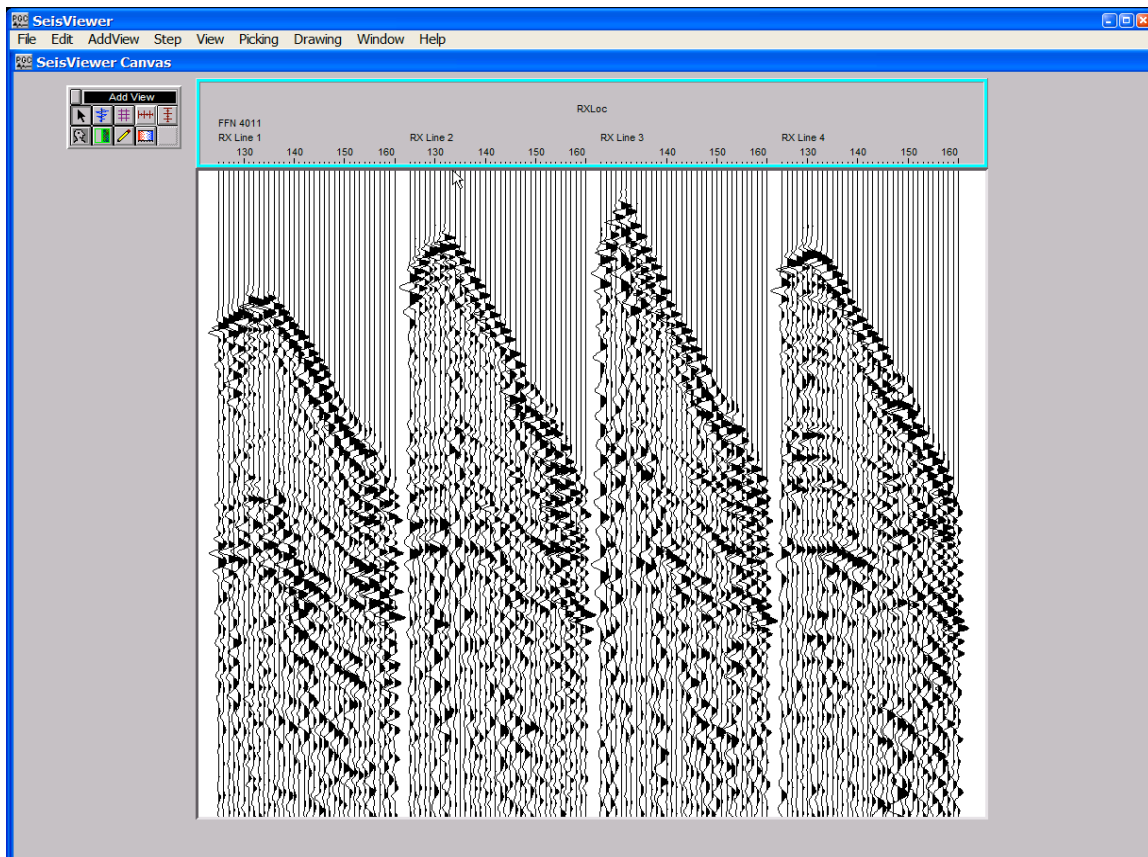 SeisViewer
File Edit AddView Step View Picking Drawing Window Help
PGC SeisViewer Canvas
Add View
RXLoc
FFN 4011
RX Line 1 RX Line 2 RX Line 3 RX Line 4
130 140 150 160 130 140 150 160 140 150 160 130 140 150 160